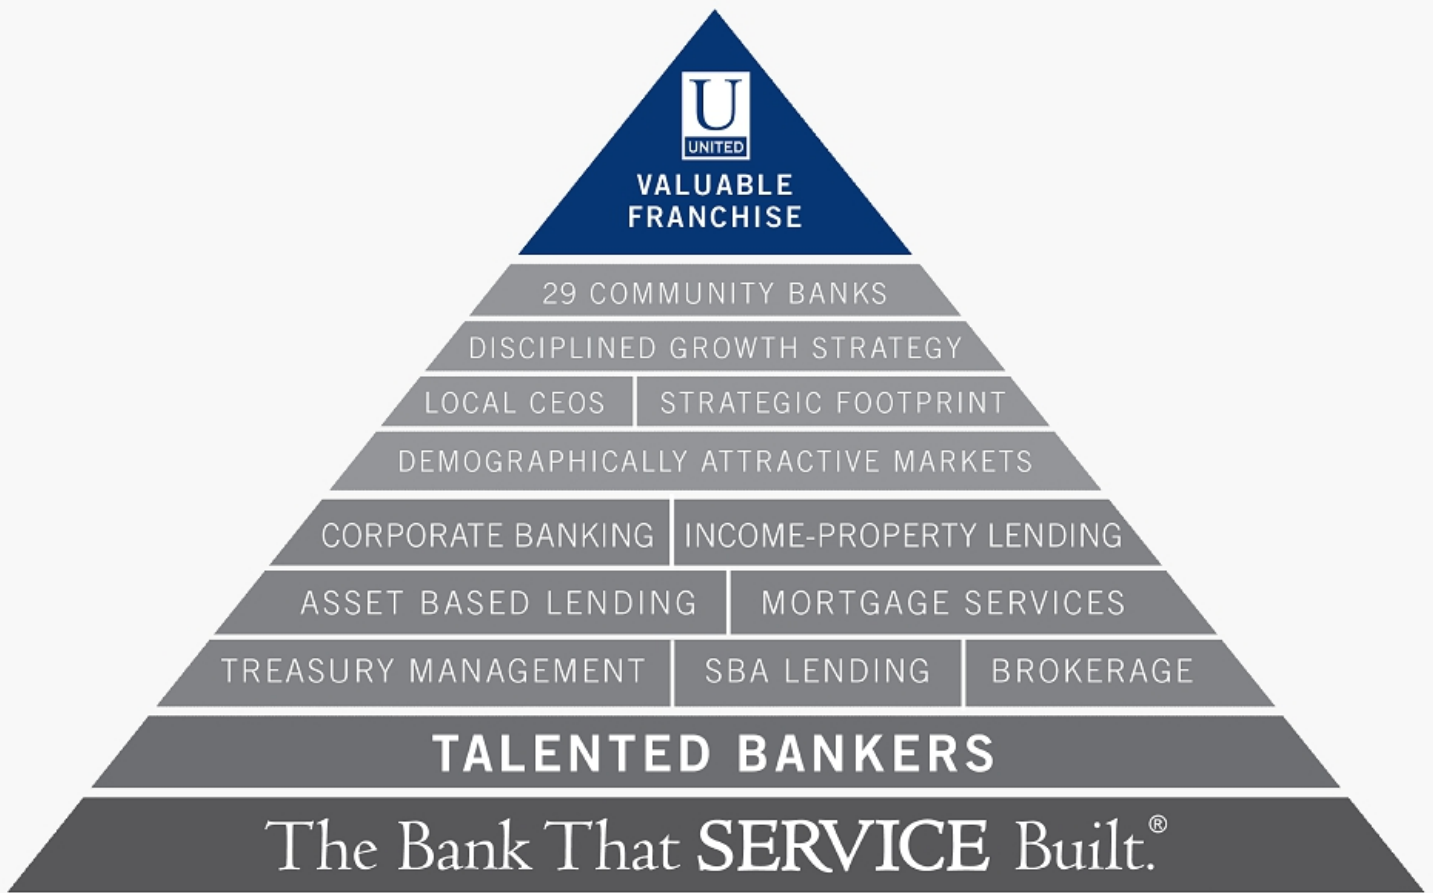 U
UNITED
VALUABLE
FRANCHISE
29 COMMUNITY BANKS
DISCIPLINED GROWTH STRATEGY
LOCAL CEOS STRATEGIC FOOTPRINT
DEMOGRAPHICALLY ATTRACTIVE MARKETS
CORPORATE BANKING INCOME-PROPERTY LENDING
ASSET BASED LENDING MORTGAGE SERVICES
TREASURY MANAGEMENT SBA LENDING BROKERAGE
TALENTED BANKERS
The Bank That SERVICE Built.®